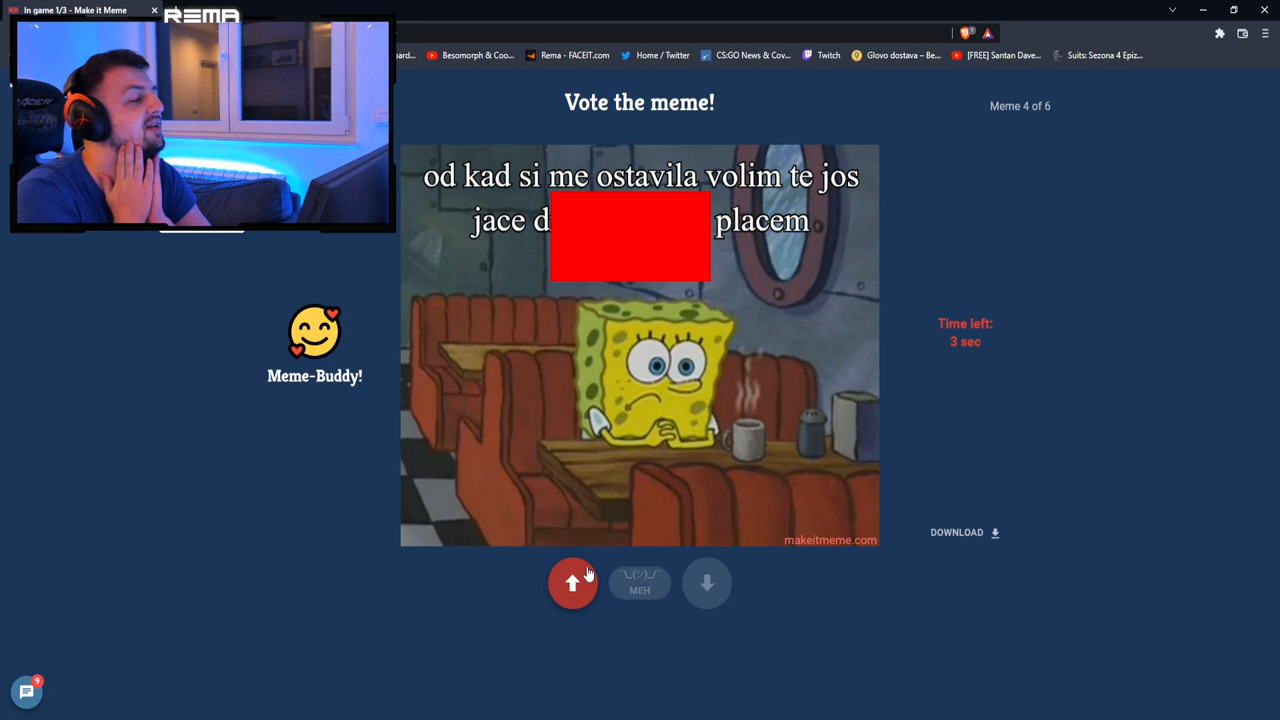 In game 1/3 - Make it Meme
REMA
Besomorph & Coo...
Rema - FACEIT.com
Home / Twitter
CS:GO News & Cov...
Twitch
Glovo dostava – Be...
[FREE] Santan Dave...
Suits: Sezona 4 Epiz...
Vote the meme!
Meme 4 of 6
od kad si me ostavila volim te jos
jace placem
Time left:
3 sec
Meme-Buddy!
DOWNLOAD
makeitmeme.com
¯\_(ツ)_/¯
MEH
9